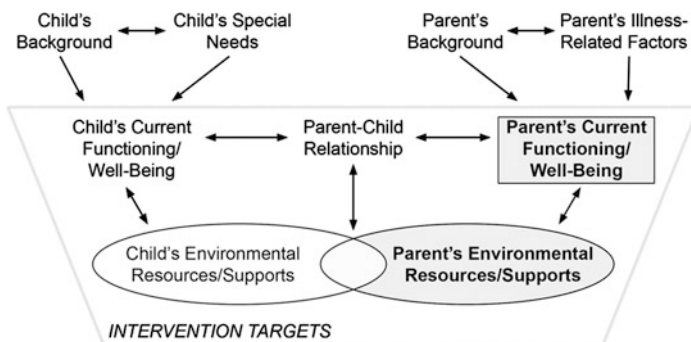 Child's
Background
Child's Special
Needs
Parent's
Background
Parent's Illness-
Related Factors
Child's Current
Functioning/
Well-Being
Parent-Child
Relationship
Parent's Current
Functioning/
Well-Being
Child's Environmental
Resources/Supports
Parent's Environmental
Resources/Supports
INTERVENTION TARGETS